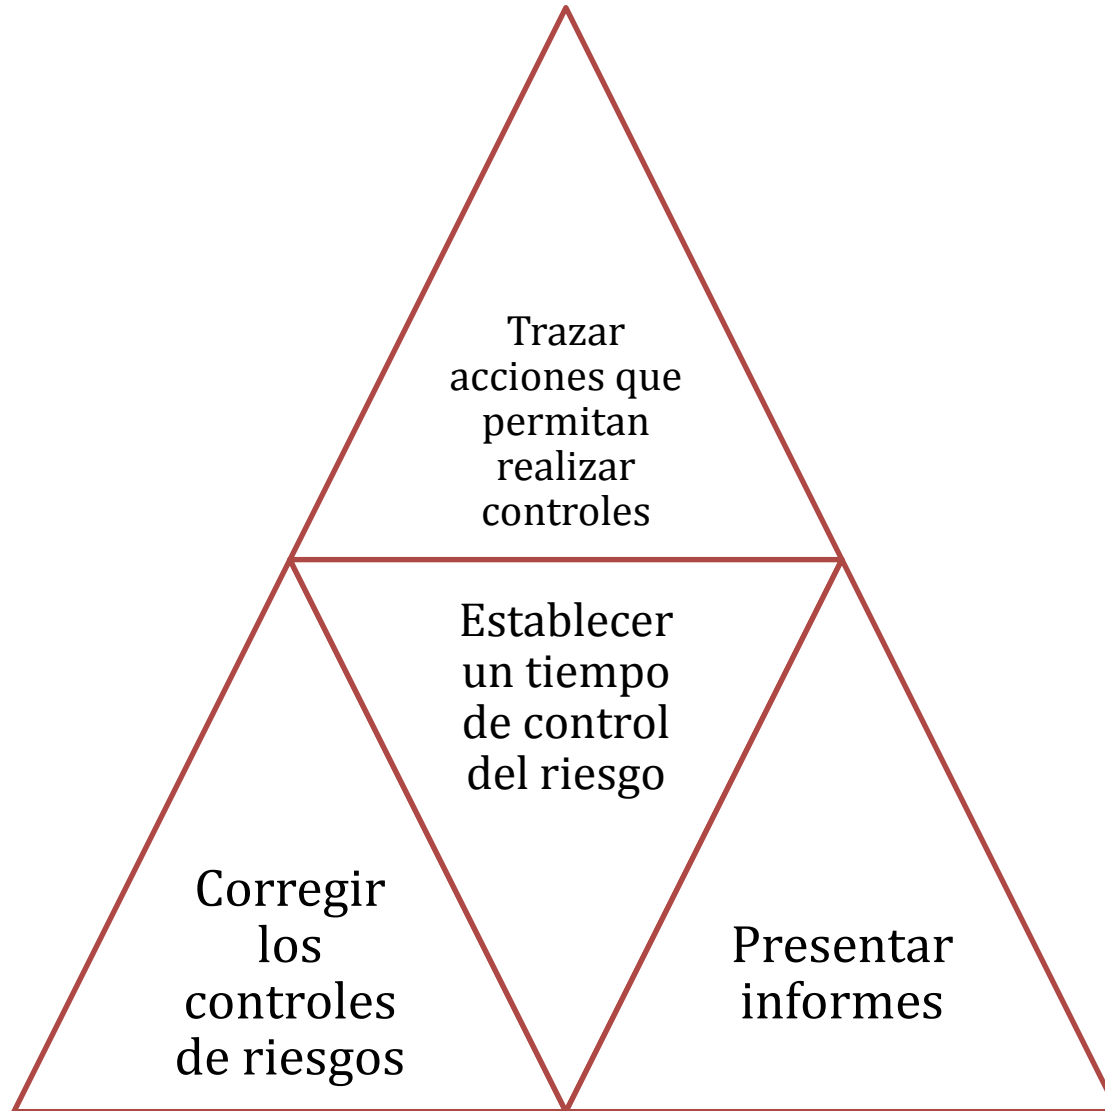 Trazar
acciones que
permitan
realizar
controles
Establecer
un tiempo
de control
del riesgo
Corregir
los
controles
de riesgos
Presentar
informes